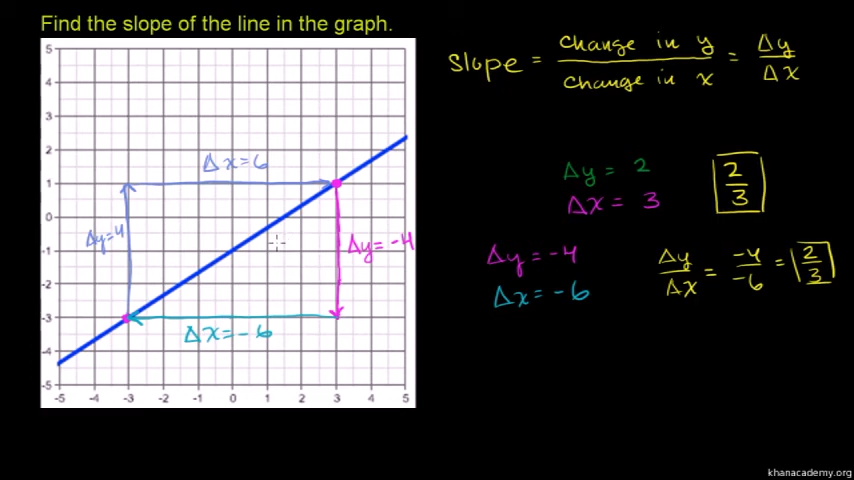 Find the slope of the line in the graph.
Slope = change in y / change in x = Δy / Δx
5
4
3
2
1
0
-1
-2
-3
-4
-5
-5 -4 -3 -2 -1 0 1 2 3 4 5
Δx=6
Δy=4
Δy=-4
Δx=-6
Δy = 2
Δx = 3
2/3
Δy = -4
Δx = -6
Δy/Δx = -4/-6 = 2/3
khanacademy.org